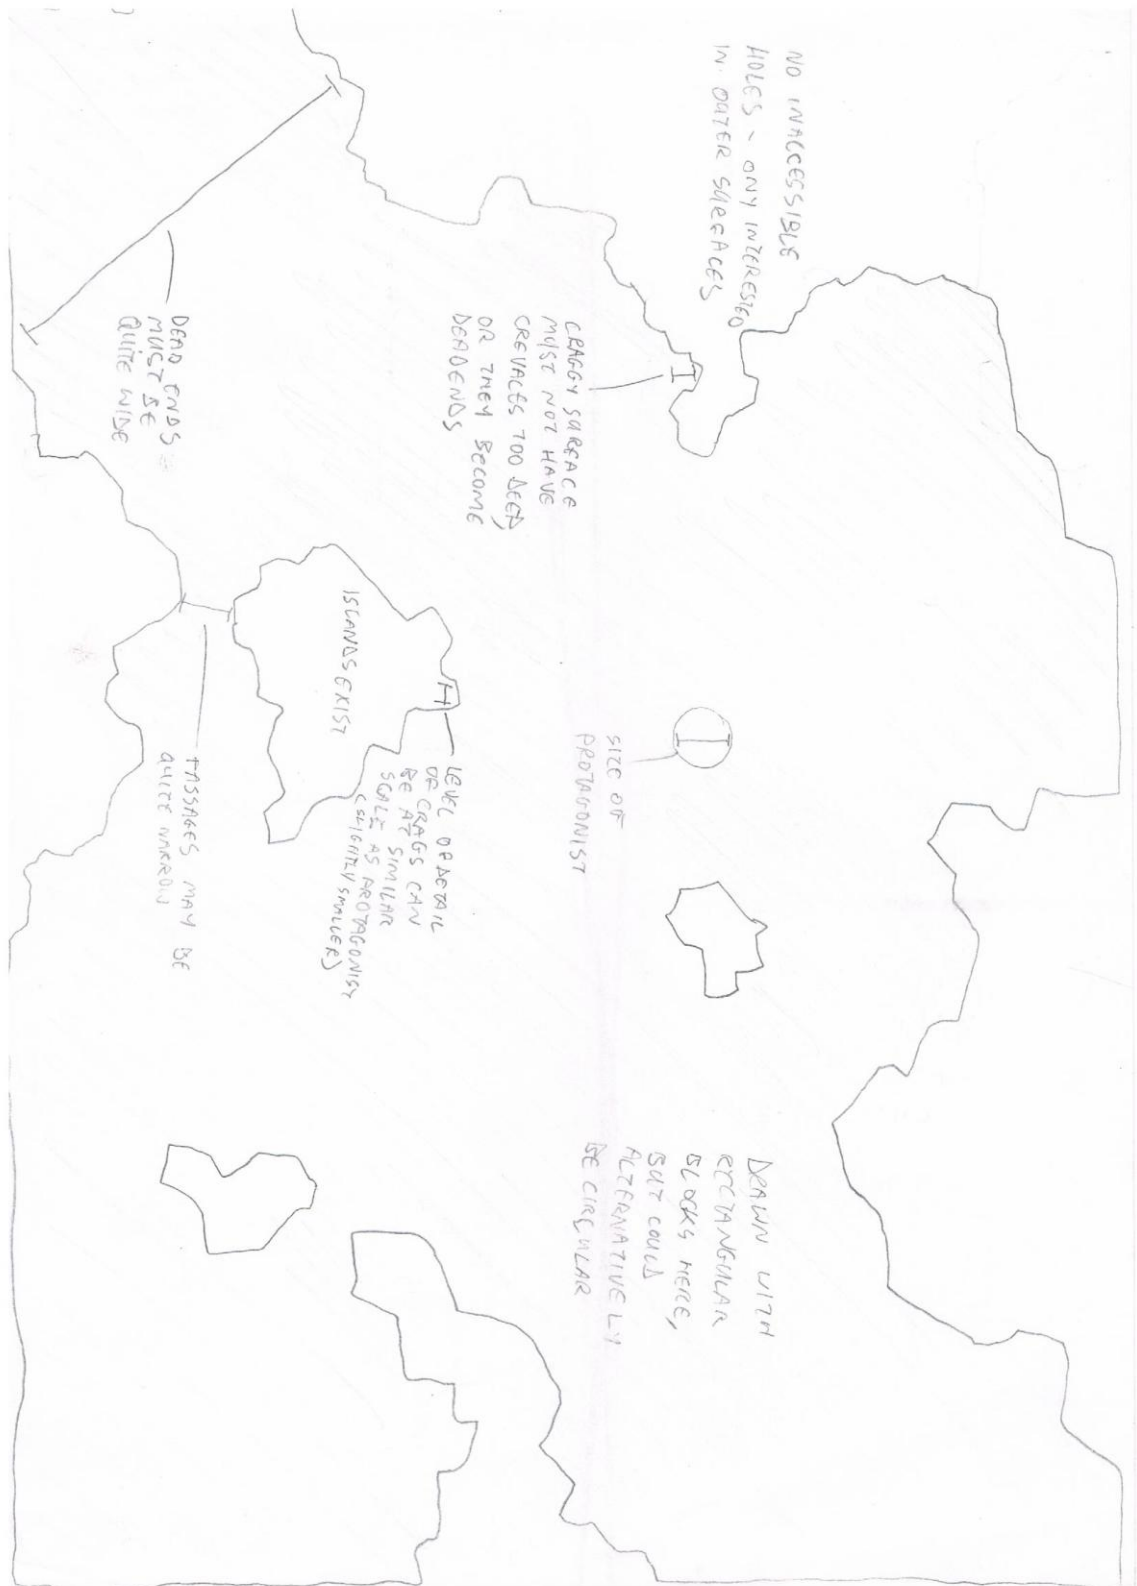 NO INACCESSIBLE
HOLES - ONY INTERESTED
IN OUTER SURFACES
CRAGGY SURFACE
MUST NOT HAVE
CREVACES TOO DEEP,
OR THEY BECOME
DEADENDS
DEAD ENDS
MUST BE
QUITE WIDE
ISLANDS EXIST
SIZE OF
PROTAGONIST
LEVEL OF DETAIL
OF CRAGS CAN
BE AT SIMILAR
SCALE AS PROTAGONIST
(SLIGHTLY SMALLER)
PASSAGES MAY BE
QUITE NARROW
DRAWN WITH
RECTANGULAR
BLOCKS HERE,
BUT COULD
ALTERNATIVELY
BE CIRCULAR